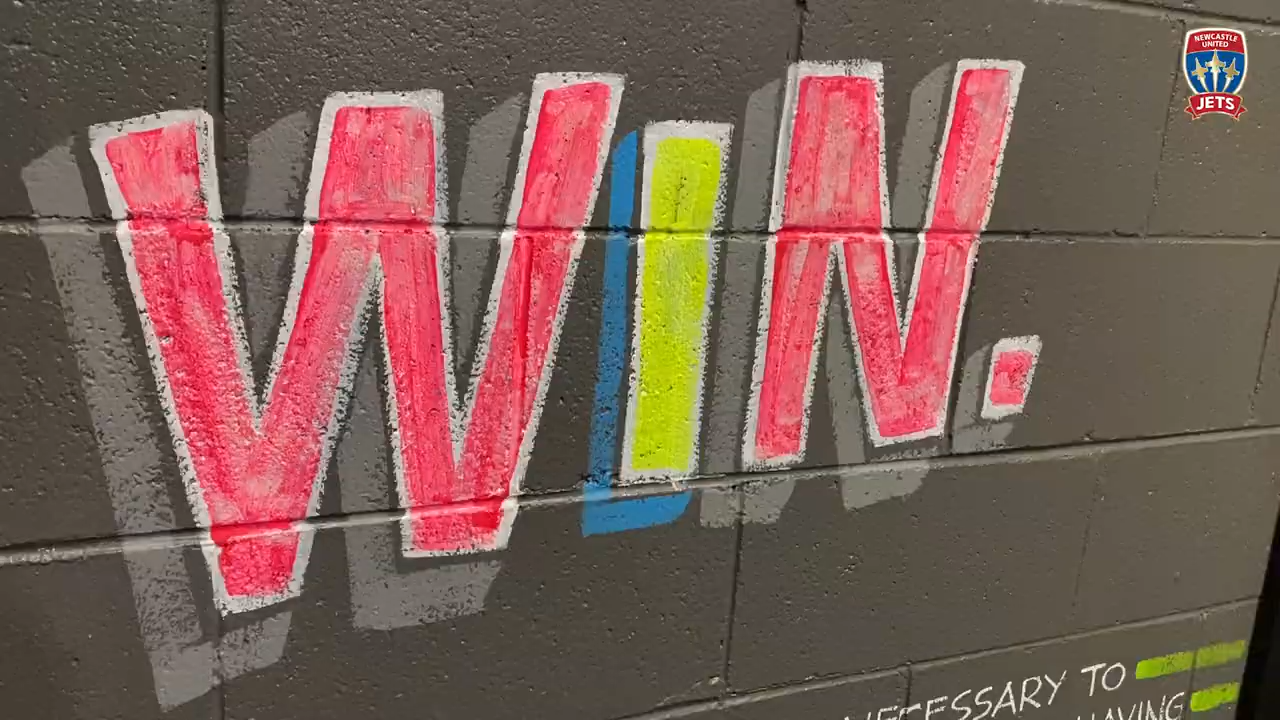 NEWCASTLE
UNITED
JETS
WIN.
NECESSARY TO
HAVING